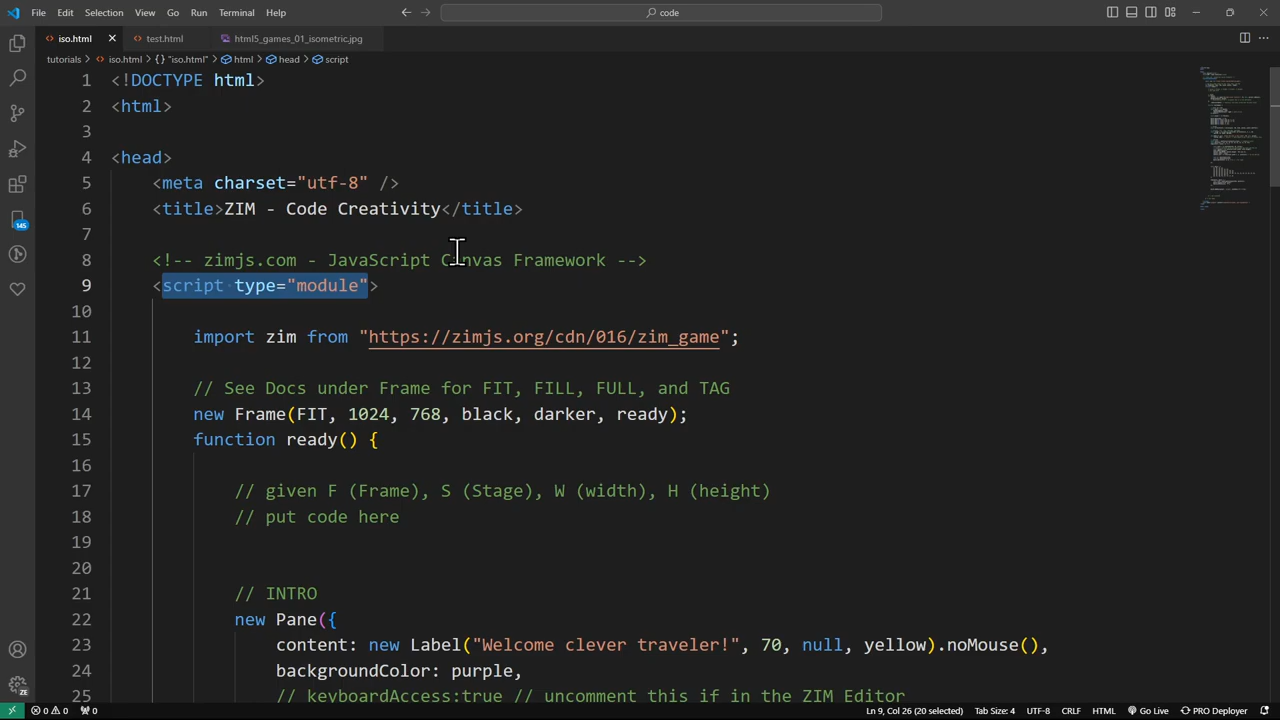 File Edit Selection View Go Run Terminal Help
code
iso.html test.html html5_games_01_isometric.jpg
tutorials > iso.html > {} "iso.html" > html > head > script
1 <!DOCTYPE html>
2 <html>
3
4 <head>
5 <meta charset="utf-8" />
6 <title>ZIM - Code Creativity</title>
7
8 <!-- zimjs.com - JavaScript Canvas Framework -->
9 <script type="module">
10
11 import zim from "https://zimjs.org/cdn/016/zim_game";
12
13 // See Docs under Frame for FIT, FILL, FULL, and TAG
14 new Frame(FIT, 1024, 768, black, darker, ready);
15 function ready() {
16
17 // given F (Frame), S (Stage), W (width), H (height)
18 // put code here
19
20
21 // INTRO
22 new Pane({
23 content: new Label("Welcome clever traveler!", 70, null, yellow).noMouse(),
24 backgroundColor: purple,
25 // keyboardAccess:true // uncomment this if in the ZIM Editor
145
ZE
0 0 0 Ln 9, Col 26 (20 selected) Tab Size: 4 UTF-8 CRLF HTML Go Live PRO Deployer